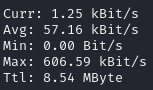 Curr: 1.25 kBit/s
Avg: 57.16 kBit/s
Min: 0.00 Bit/s
Max: 606.59 kBit/s
Ttl: 8.54 MByte